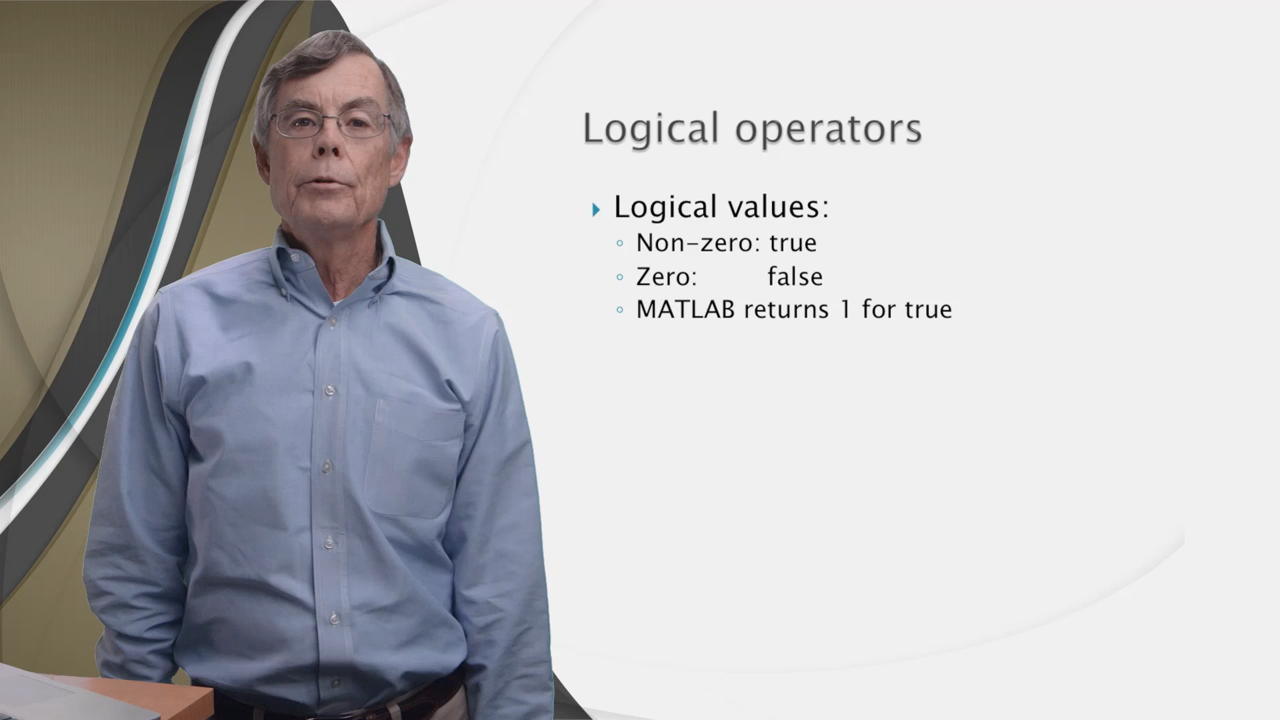 Logical operators
Logical values:
Non-zero: true
Zero: false
MATLAB returns 1 for true